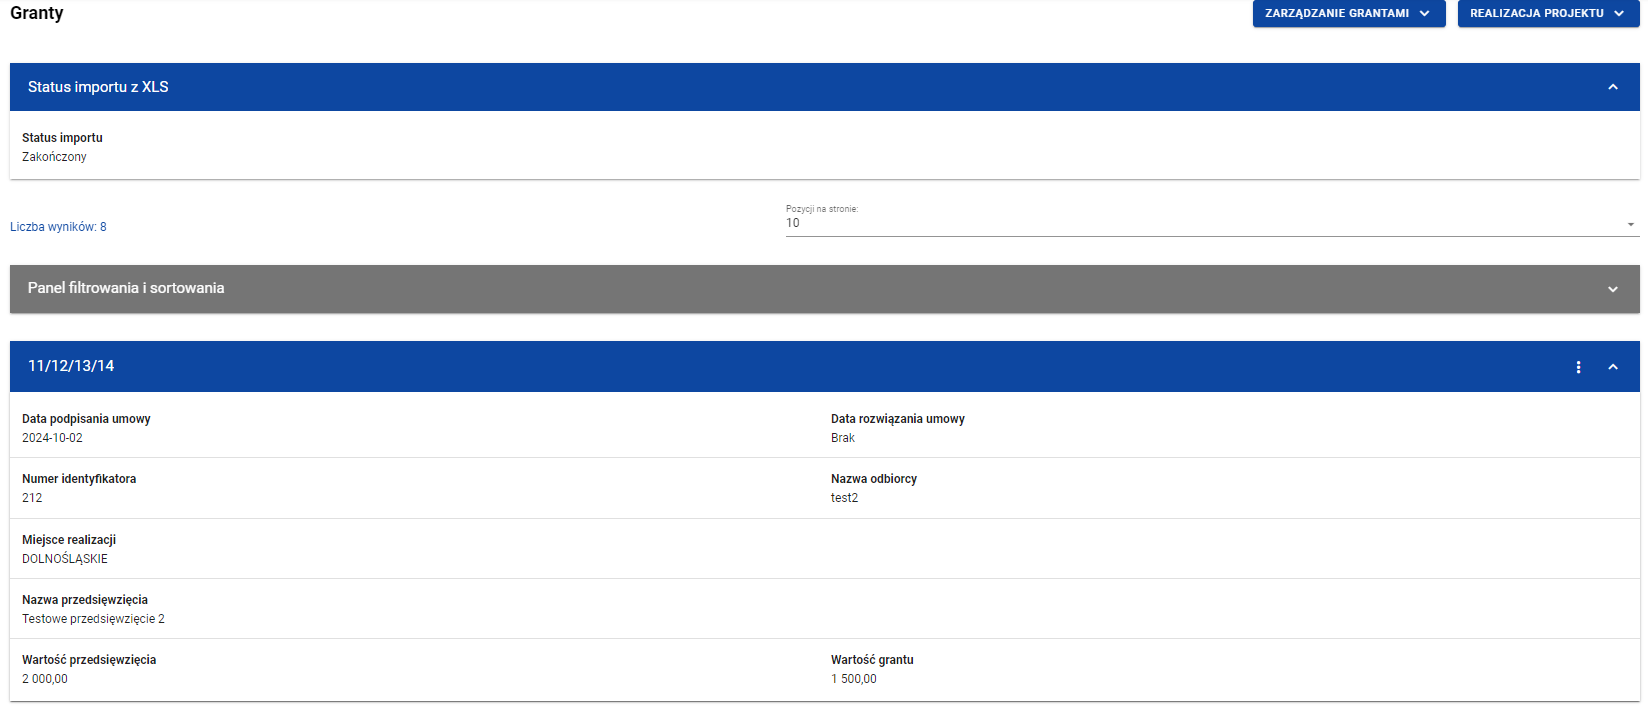 Granty
ZARZĄDZANIE GRANTAMI
REALIZACJA PROJEKTU
Status importu z XLS
Status importu
Zakończony
Liczba wyników: 8
Pozycji na stronie:
10
Panel filtrowania i sortowania
11/12/13/14
Data podpisania umowy
2024-10-02
Data rozwiązania umowy
Brak
Numer identyfikatora
212
Nazwa odbiorcy
test2
Miejsce realizacji
DOLNOŚLĄSKIE
Nazwa przedsięwzięcia
Testowe przedsięwzięcie 2
Wartość przedsięwzięcia
2 000,00
Wartość grantu
1 500,00